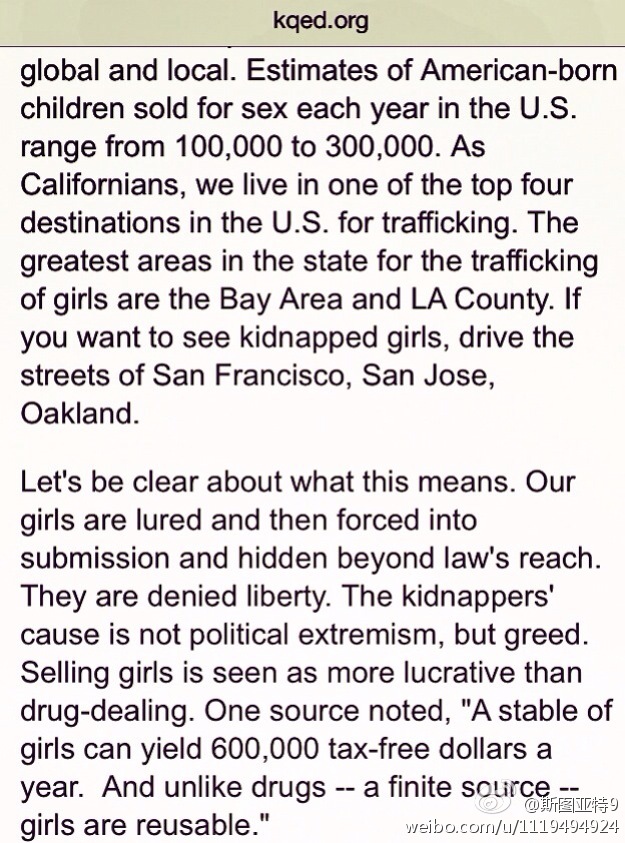 kqed.org
global and local. Estimates of American-born
children sold for sex each year in the U.S.
range from 100,000 to 300,000. As
Californians, we live in one of the top four
destinations in the U.S. for trafficking. The
greatest areas in the state for the trafficking
of girls are the Bay Area and LA County. If
you want to see kidnapped girls, drive the
streets of San Francisco, San Jose,
Oakland.
Let's be clear about what this means. Our
girls are lured and then forced into
submission and hidden beyond law's reach.
They are denied liberty. The kidnappers'
cause is not political extremism, but greed.
Selling girls is seen as more lucrative than
drug-dealing. One source noted, "A stable of
girls can yield 600,000 tax-free dollars a
year.  And unlike drugs -- a finite source --
girls are reusable."
@斯图亚特9
weibo.com/u/1119494924